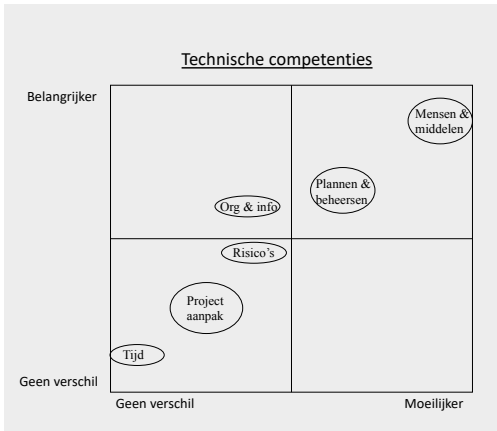 Technische competenties
Belangrijker
Mensen &
middelen
Plannen &
beheersen
Org & info
Risico's
Project
aanpak
Tijd
Geen verschil
Geen verschil
Moeilijker